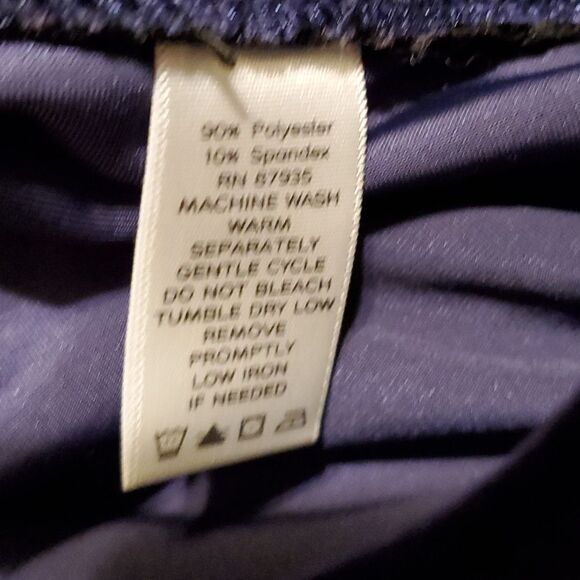 90% Polyester
10% Spandex
RN 87935
MACHINE WASH
WARM
SEPARATELY
GENTLE CYCLE
DO NOT BLEACH
TUMBLE DRY LOW
REMOVE
PROMPTLY
LOW IRON
IF NEEDED